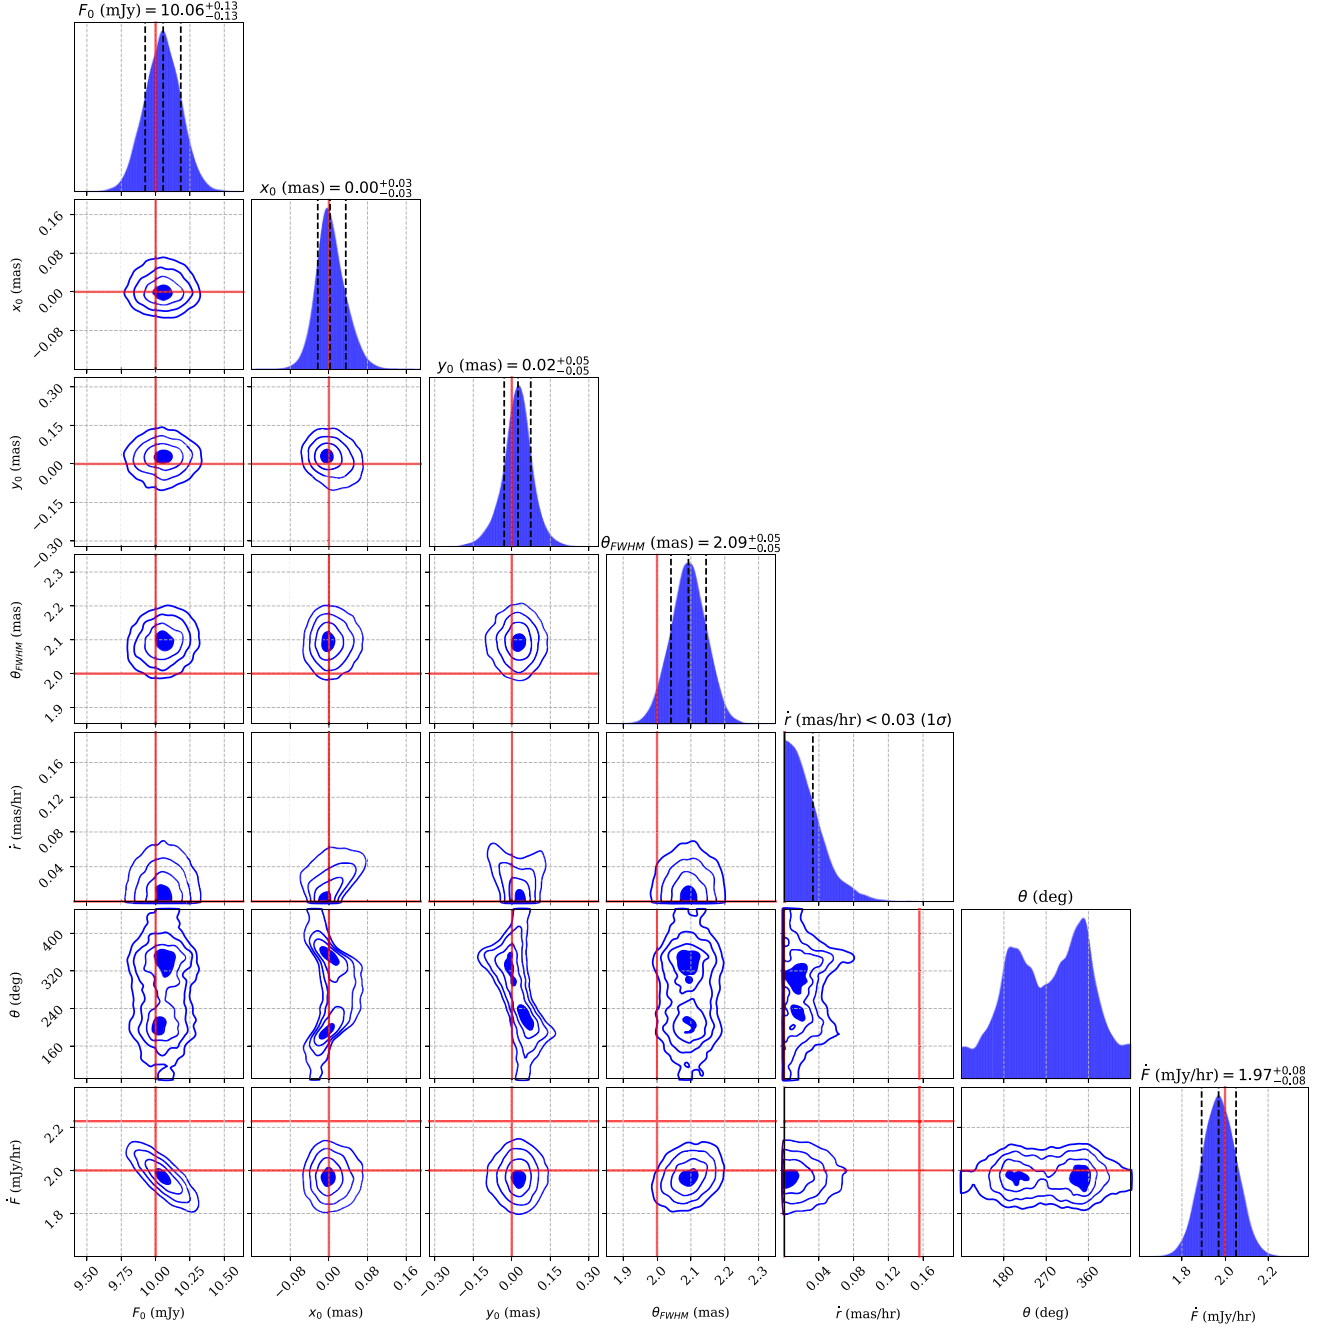 F₀ (mJy) = 10.06^{+0.13}_{−0.13}
x₀ (mas) = 0.00^{+0.03}_{−0.03}
0.16
0.08
0.00
−0.08
x₀ (mas)
y₀ (mas) = 0.02^{+0.05}_{−0.05}
0.30
0.15
0.00
−0.15
−0.30
y₀ (mas)
θ_{FWHM} (mas) = 2.09^{+0.05}_{−0.05}
2.3
2.2
2.1
2.0
1.9
θ_{FWHM} (mas)
ṙ (mas/hr) < 0.03 (1σ)
0.16
0.12
0.08
0.04
ṙ (mas/hr)
θ (deg)
400
320
240
160
θ (deg)
Ḟ (mJy/hr) = 1.97^{+0.08}_{−0.08}
2.2
2.0
1.8
Ḟ (mJy/hr)
9.50 9.75 10.00 10.25 10.50 −0.08 0.00 0.08 0.16 −0.30 −0.15 0.00 0.15 0.30 1.9 2.0 2.1 2.2 2.3 0.04 0.08 0.12 0.16 180 270 360 1.8 2.0 2.2
F₀ (mJy) x₀ (mas) y₀ (mas) θ_{FWHM} (mas) ṙ (mas/hr) θ (deg) Ḟ (mJy/hr)